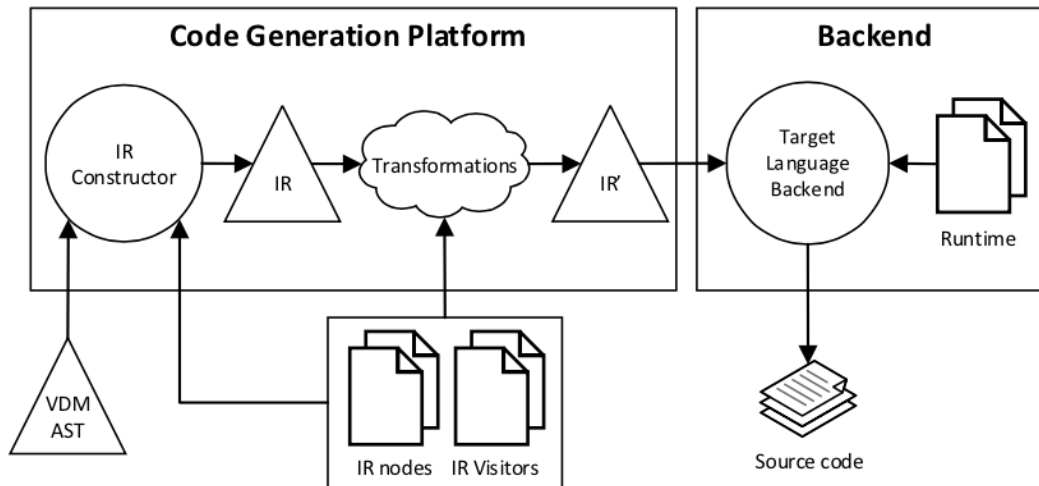 Code Generation Platform
Backend
IR
Constructor
IR
Transformations
IR’
Target
Language
Backend
Runtime
VDM
AST
IR nodes
IR Visitors
Source code